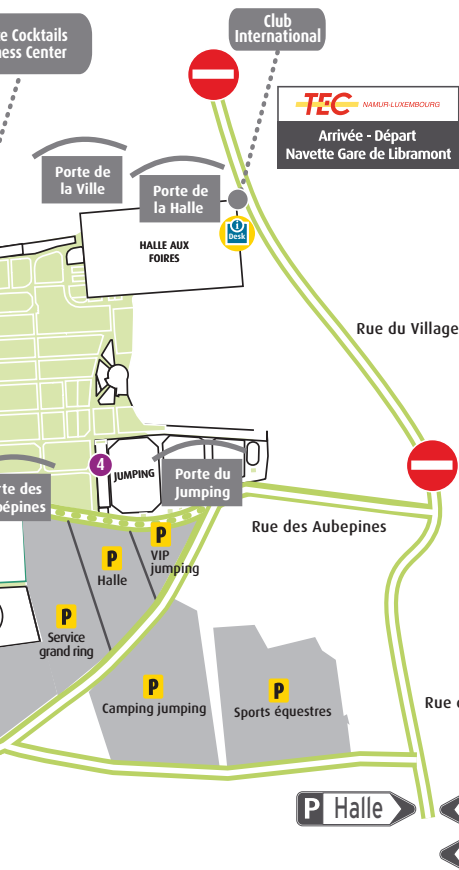 Club
International
e Cocktails
ness Center
TEC NAMUR-LUXEMBOURG
Arrivée - Départ
Navette Gare de Libramont
Porte de
la Ville
Porte de
la Halle
i
Desk
HALLE AUX
FOIRES
Rue du Village
4
JUMPING
Porte du
Jumping
rte des
bépines
Rue des Aubepines
P
VIP
jumping
P
Halle
P
Service
grand ring
P
Camping jumping
P
Sports équestres
Rue d
P Halle